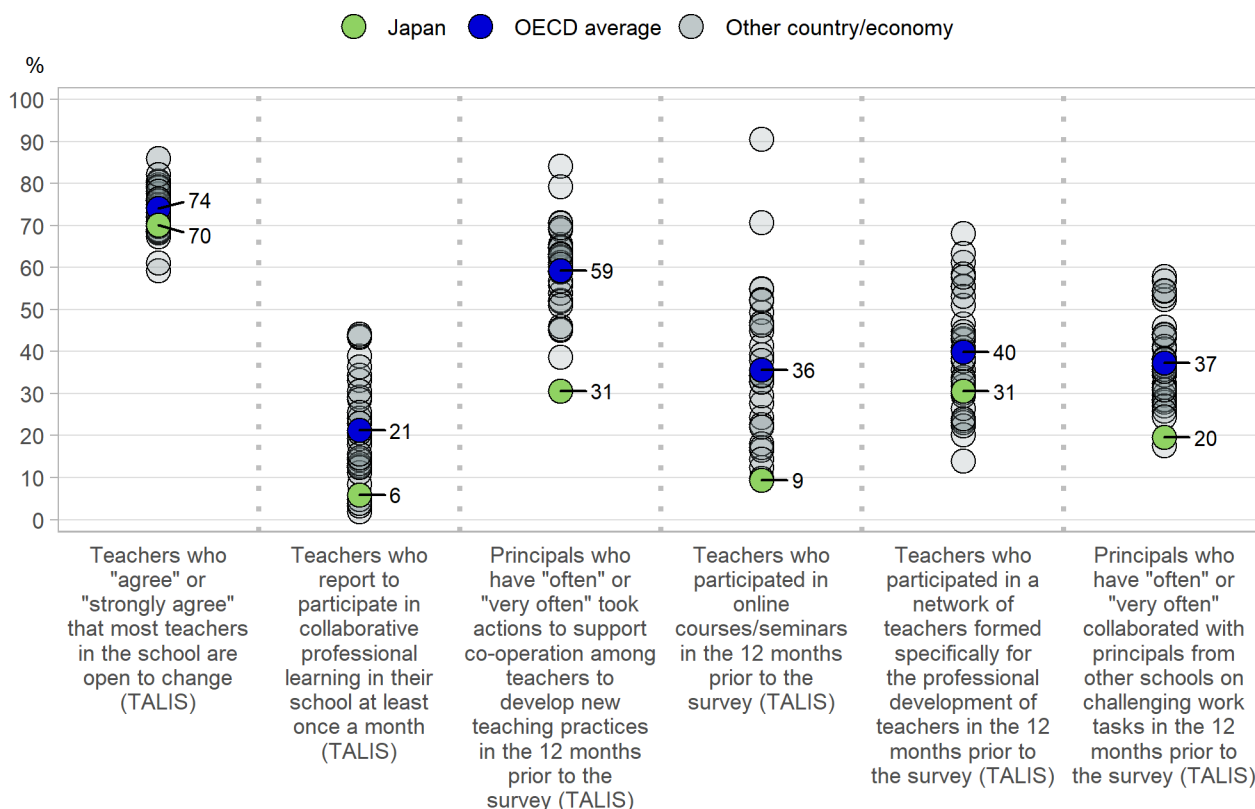 Japan OECD average Other country/economy
%
100
90
80
70
60
50
40
30
20
10
0
74
70
21
6
59
31
36
9
40
31
37
20
Teachers who
"agree" or
"strongly agree"
that most teachers
in the school are
open to change
(TALIS)
Teachers who
report to
participate in
collaborative
professional
learning in their
school at least
once a month
(TALIS)
Principals who
have "often" or
"very often" took
actions to support
co-operation among
teachers to
develop new
teaching practices
in the 12 months
prior to the
survey (TALIS)
Teachers who
participated in
online
courses/seminars
in the 12 months
prior to the
survey (TALIS)
Teachers who
participated in a
network of
teachers formed
specifically for
the professional
development of
teachers in the 12
months prior to
the survey (TALIS)
Principals who
have "often" or
"very often"
collaborated with
principals from
other schools on
challenging work
tasks in the 12
months prior to
the survey (TALIS)